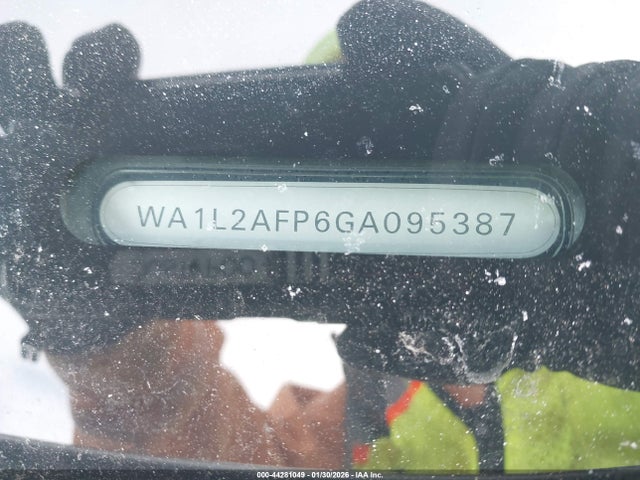 WA1L2AFP6GA095387
000-44281049 - 01/30/2026 - IAA Inc.